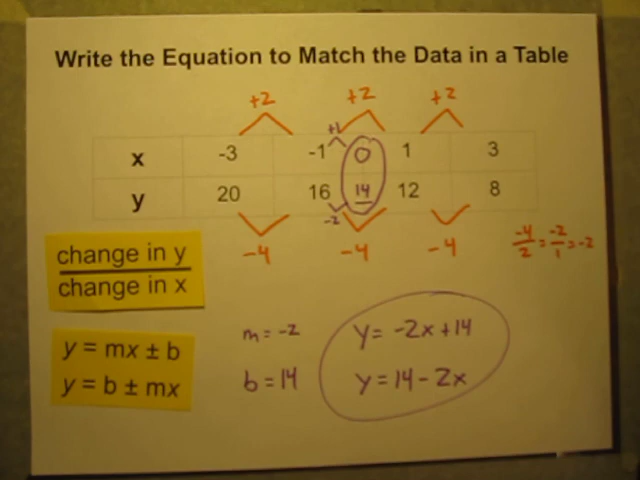 Write the Equation to Match the Data in a Table
+2 +2 +2
+1
x -3 -1 0 1 3
y 20 16 14 12 8
-2
-4 -4 -4
-4/2 = -2/1 = -2
change in y
change in x
y = mx ± b
y = b ± mx
m = -2
b = 14
y = -2x + 14
y = 14 - 2x